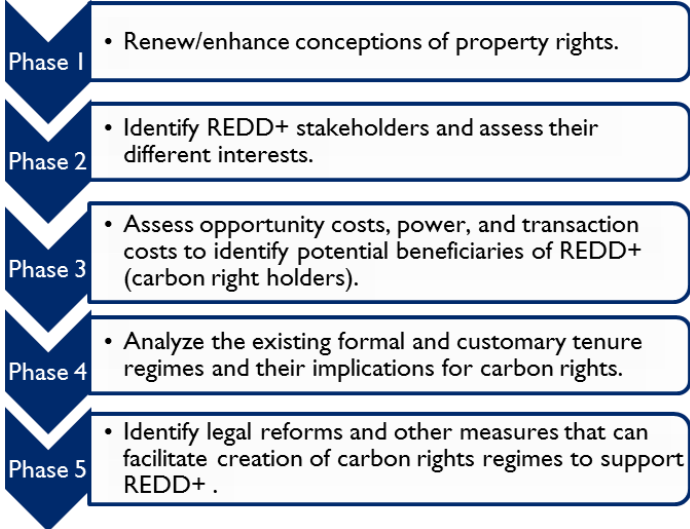 Phase 1
• Renew/enhance conceptions of property rights.
Phase 2
• Identify REDD+ stakeholders and assess their
different interests.
Phase 3
• Assess opportunity costs, power, and transaction
costs to identify potential beneficiaries of REDD+
(carbon right holders).
Phase 4
• Analyze the existing formal and customary tenure
regimes and their implications for carbon rights.
Phase 5
• Identify legal reforms and other measures that can
facilitate creation of carbon rights regimes to support
REDD+ .